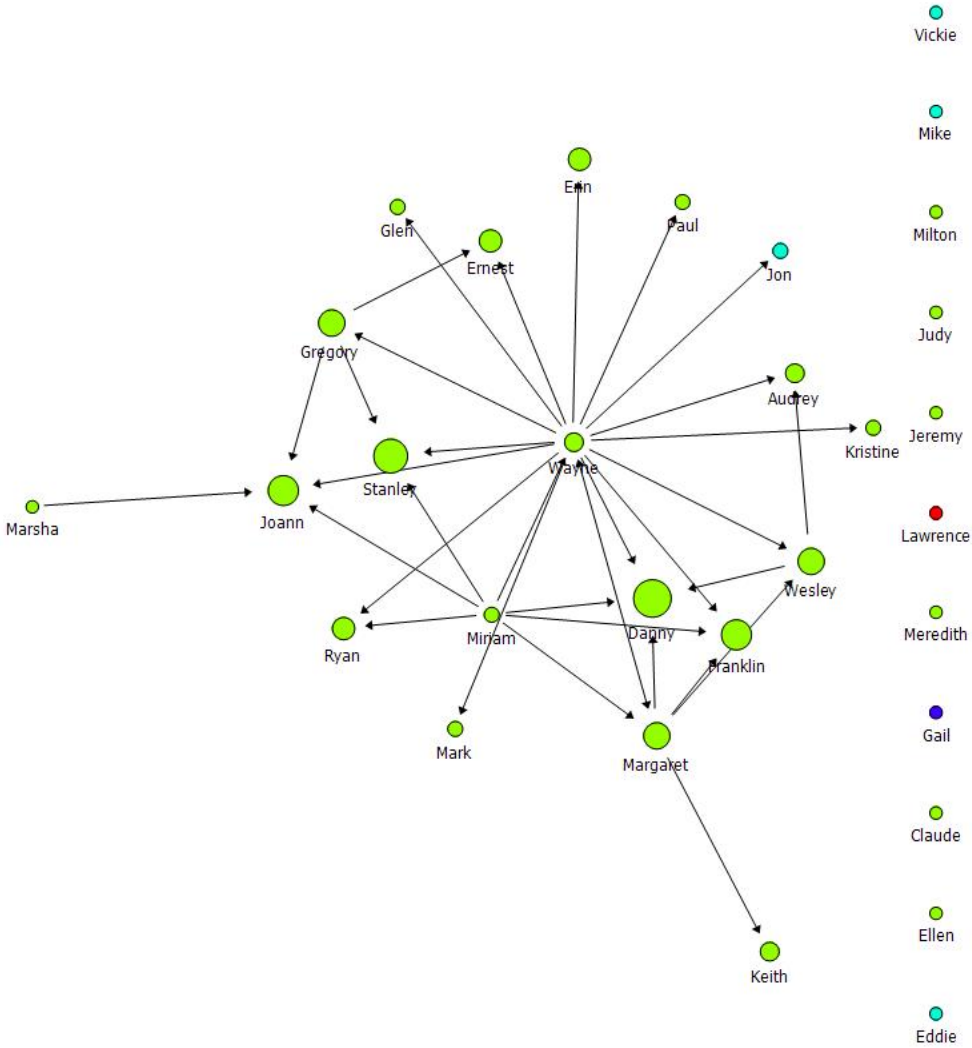 Vickie
Mike
Erin
Milton
Paul
Glen
Ernest
Jon
Judy
Gregory
Audrey
Jeremy
Kristine
Wayne
Stanley
Joann
Marsha
Lawrence
Wesley
Danny
Meredith
Miriam
Ryan
Franklin
Gail
Mark
Margaret
Claude
Ellen
Keith
Eddie